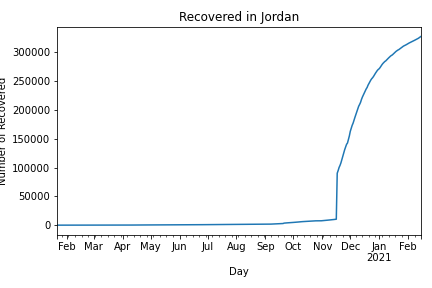 Recovered in Jordan
Number of Recovered
300000
250000
200000
150000
100000
50000
0
Feb Mar Apr May Jun Jul Aug Sep Oct Nov Dec Jan Feb
2021
Day